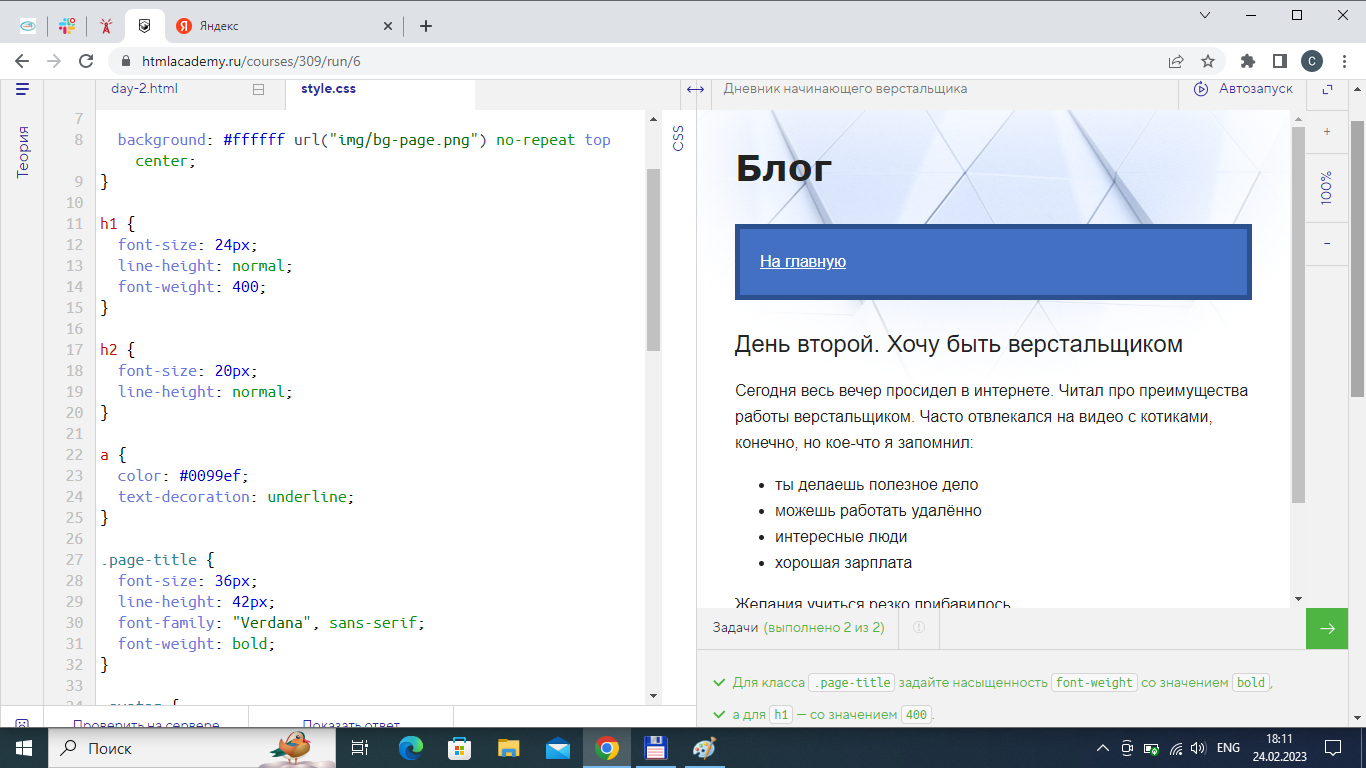 Яндекс
htmlacademy.ru/courses/309/run/6
C
day-2.html
style.css
Дневник начинающего верстальщика
Автозапуск
Теория
CSS
+
100%
−
7
8 background: #ffffff url("img/bg-page.png") no-repeat top
center;
9 }
10
11 h1 {
12 font-size: 24px;
13 line-height: normal;
14 font-weight: 400;
15 }
16
17 h2 {
18 font-size: 20px;
19 line-height: normal;
20 }
21
22 a {
23 color: #0099ef;
24 text-decoration: underline;
25 }
26
27 .page-title {
28 font-size: 36px;
29 line-height: 42px;
30 font-family: "Verdana", sans-serif;
31 font-weight: bold;
32 }
33
Проверить на сервере
Показать ответ
Блог
На главную
День второй. Хочу быть верстальщиком
Сегодня весь вечер просидел в интернете. Читал про преимущества
работы верстальщиком. Часто отвлекался на видео с котиками,
конечно, но кое-что я запомнил:
• ты делаешь полезное дело
• можешь работать удалённо
• интересные люди
• хорошая зарплата
Желания учиться резко прибавилось
Задачи (выполнено 2 из 2)
Для класса .page-title задайте насыщенность font-weight со значением bold,
а для h1 — со значением 400.
Поиск
ENG
18:11
24.02.2023